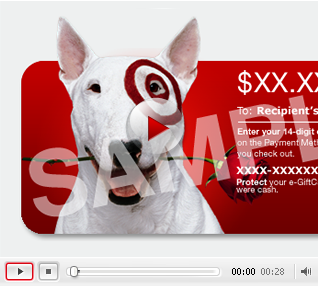 $XX.XX
To: Recipient's
Enter your 14-digit
on the Payment Meth
you check out.
XXXX-XXXXXX
Protect your e-GiftC
were cash.
SAMPL
00:00 00:28